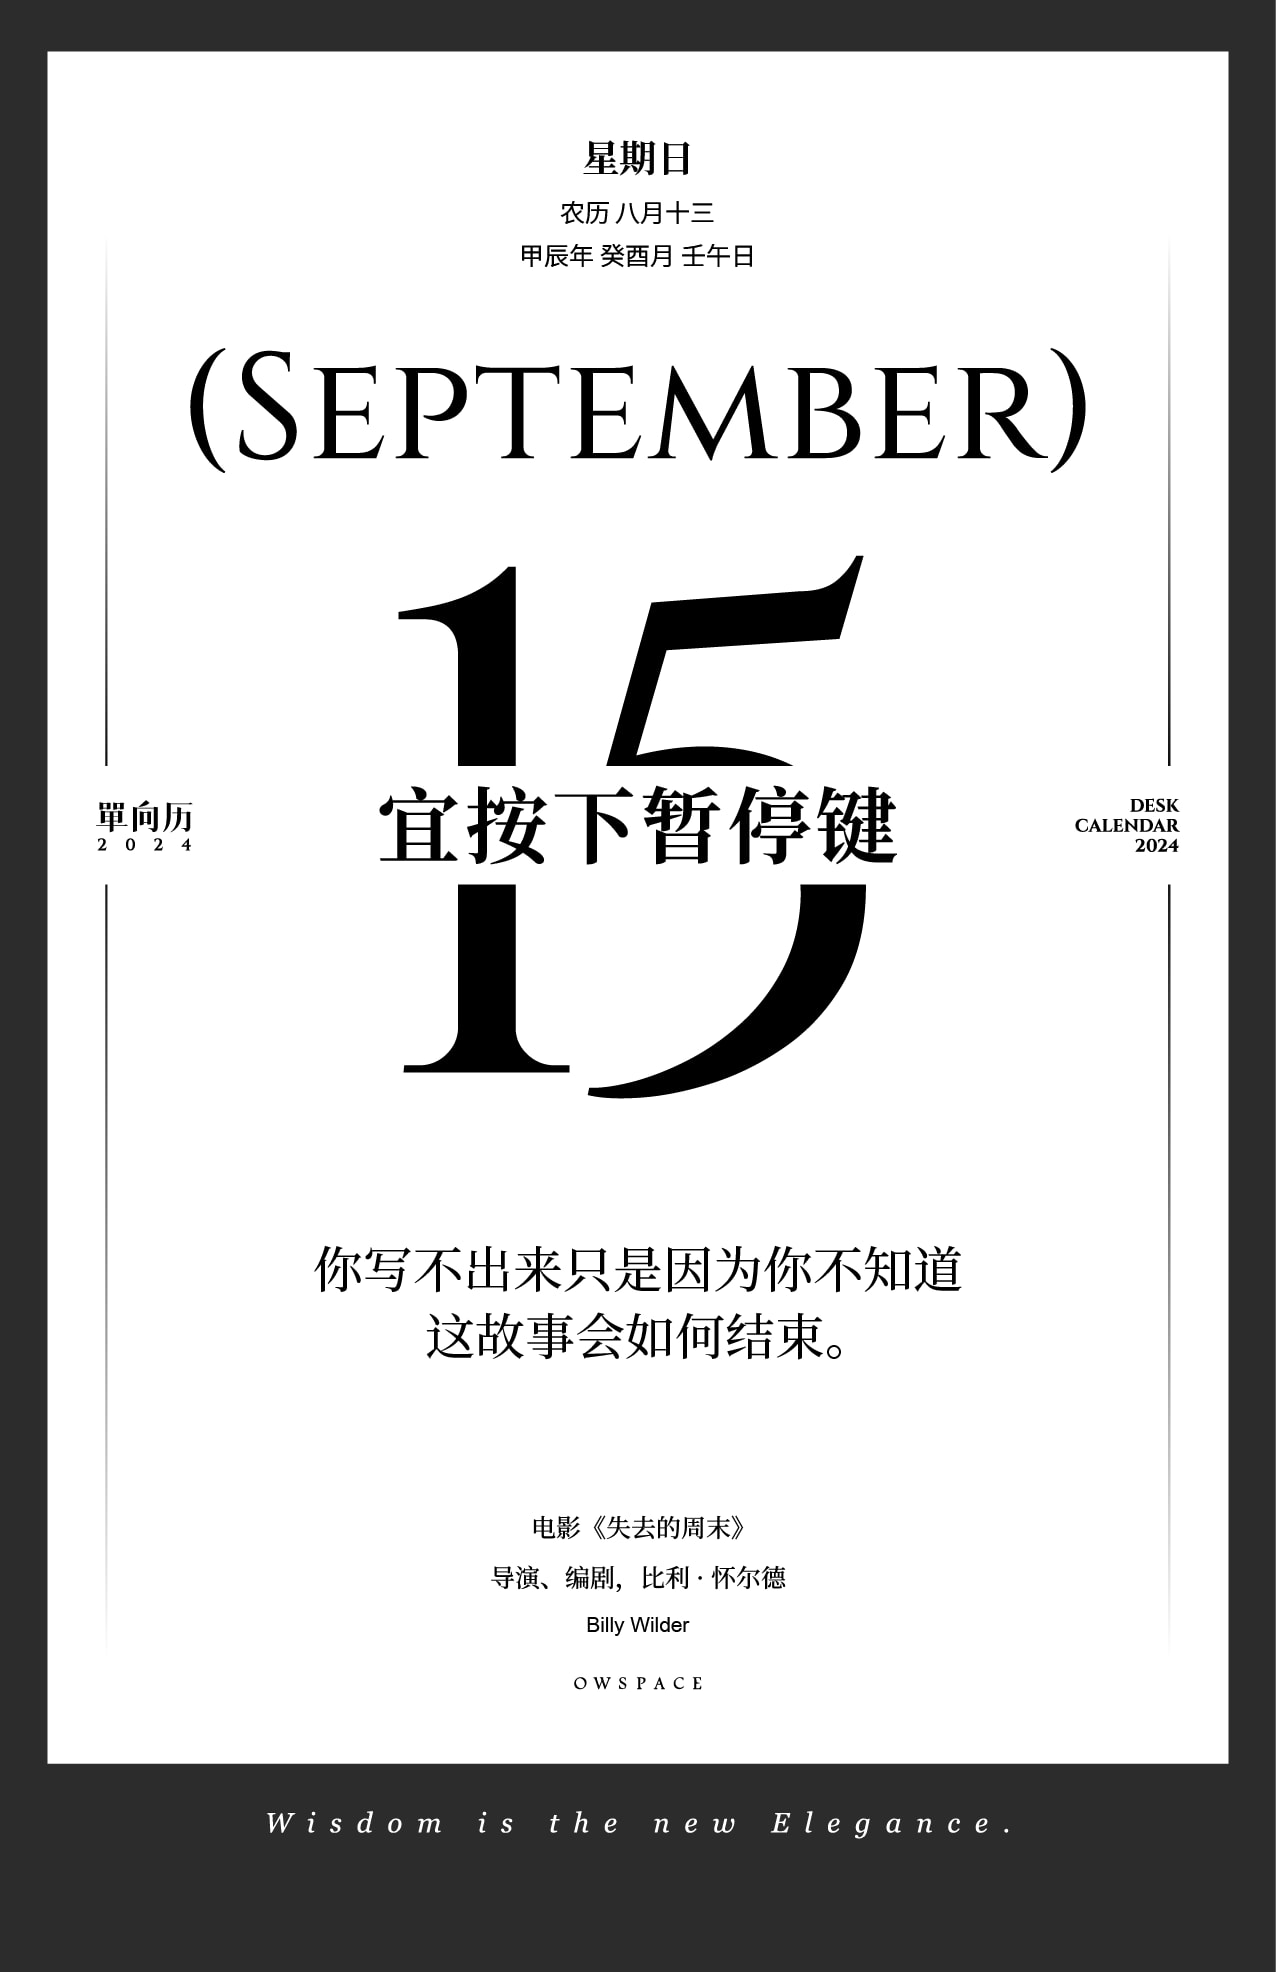 星期日
农历 八月十三
甲辰年 癸酉月 壬午日
(SEPTEMBER)
15
單向历
2024
宜按下暂停键
DESK
CALENDAR
2024
你写不出来只是因为你不知道
这故事会如何结束。
电影《失去的周末》
导演、编剧，比利·怀尔德
Billy Wilder
OWSPACE
Wisdom is the new Elegance.